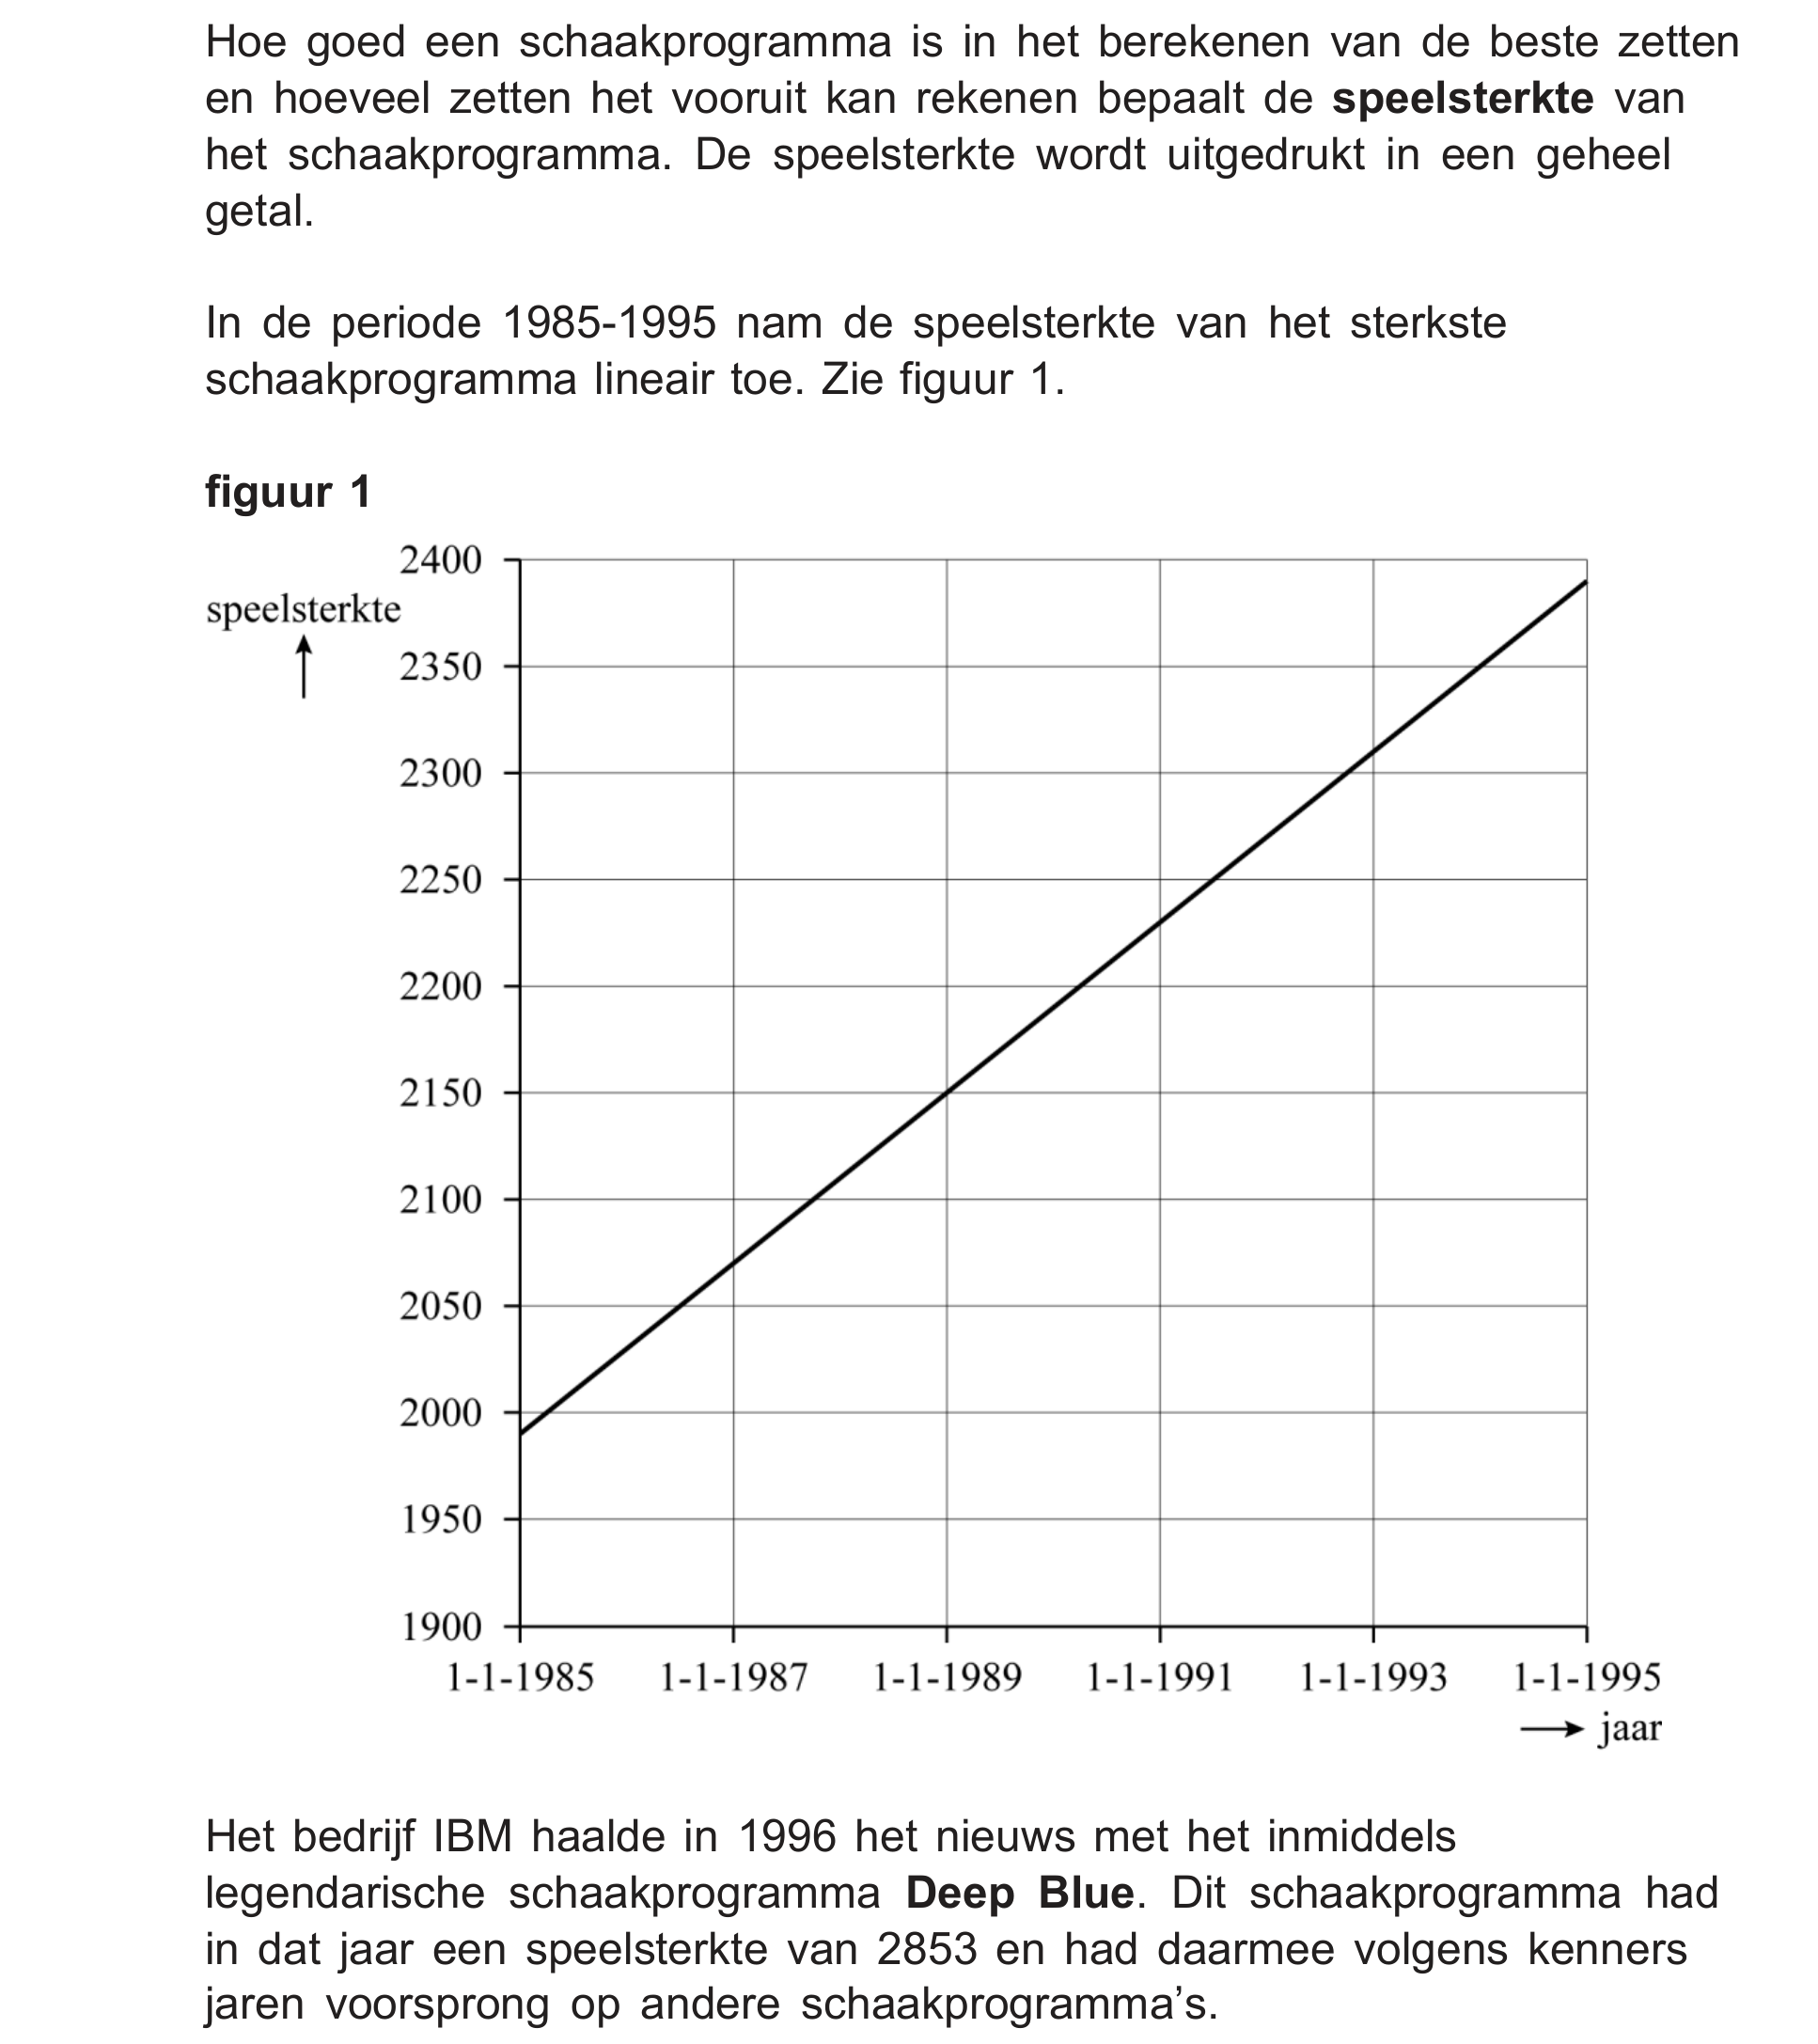 Hoe goed een schaakprogramma is in het berekenen van de beste zetten
en hoeveel zetten het vooruit kan rekenen bepaalt de speelsterkte van
het schaakprogramma. De speelsterkte wordt uitgedrukt in een geheel
getal.
In de periode 1985-1995 nam de speelsterkte van het sterkste
schaakprogramma lineair toe. Zie figuur 1.
figuur 1
2400
speelsterkte
2350
2300
2250
2200
2150
2100
2050
2000
1950
1900
1-1-1985 1-1-1987 1-1-1989 1-1-1991 1-1-1993 1-1-1995
jaar
Het bedrijf IBM haalde in 1996 het nieuws met het inmiddels
legendarische schaakprogramma Deep Blue. Dit schaakprogramma had
in dat jaar een speelsterkte van 2853 en had daarmee volgens kenners
jaren voorsprong op andere schaakprogramma’s.